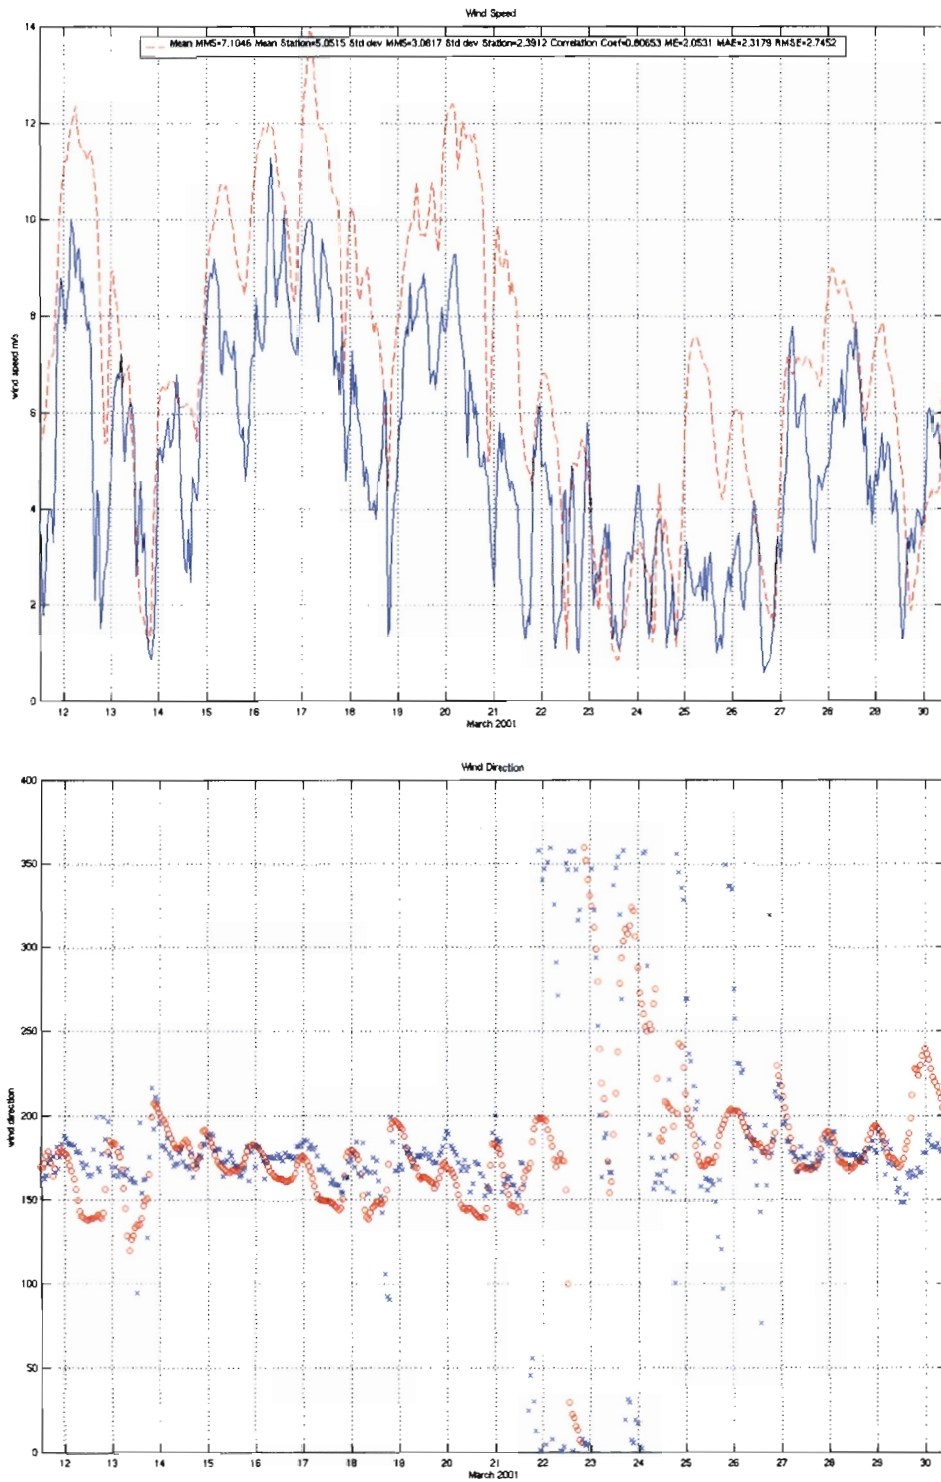 Wind Speed
Mean MMS=7.1046 Mean Station=5.0515 Std dev MMS=3.0817 Std dev Station=2.3912 Correlation Coef=0.80653 ME=2.0531 MAE=2.3179 RMSE=2.7452
14
12
10
8
6
4
2
0
wind speed m/s
12 13 14 15 16 17 18 19 20 21 22 23 24 25 26 27 28 29 30
March 2001
Wind Direction
400
350
300
250
200
150
100
50
0
wind direction
12 13 14 15 16 17 18 19 20 21 22 23 24 25 26 27 28 29 30
March 2001